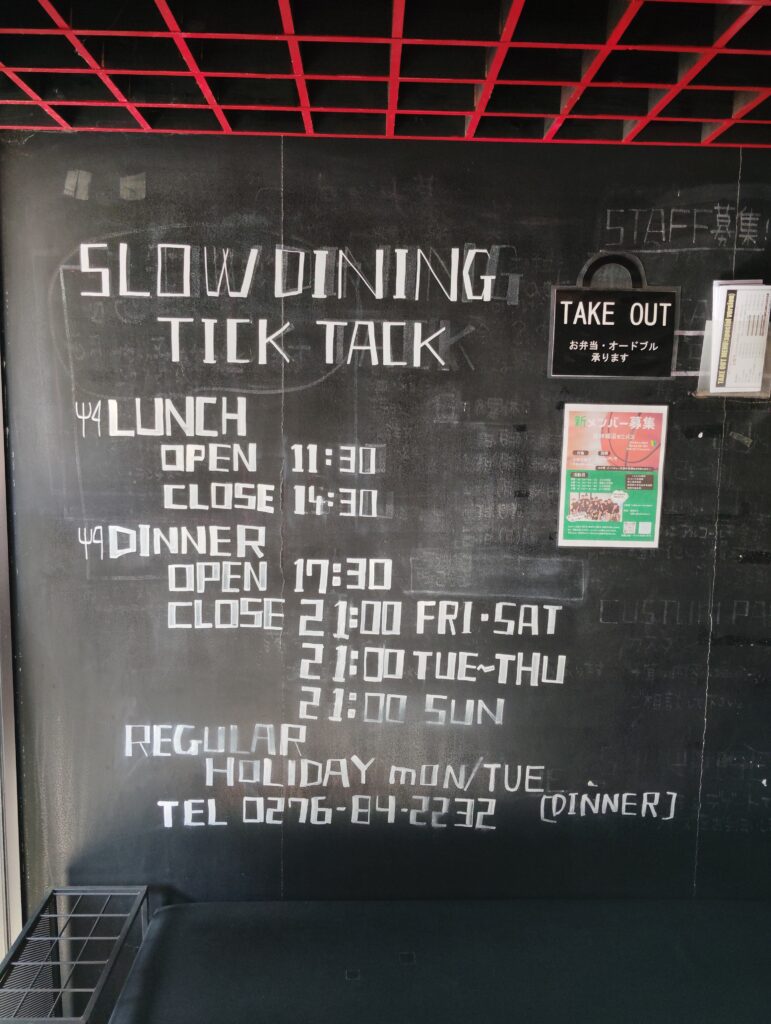 SLOW DINING
TICK TACK
LUNCH
OPEN 11:30
CLOSE 14:30
DINNER
OPEN 17:30
CLOSE 21:00 FRI・SAT
21:00 TUE~THU
21:00 SUN
REGULAR
HOLIDAY mON/TUE
[DINNER]
TEL 0276-84-2232
STAFF募集!
TAKE OUT
お弁当・オードブル
承ります
新メンバー募集